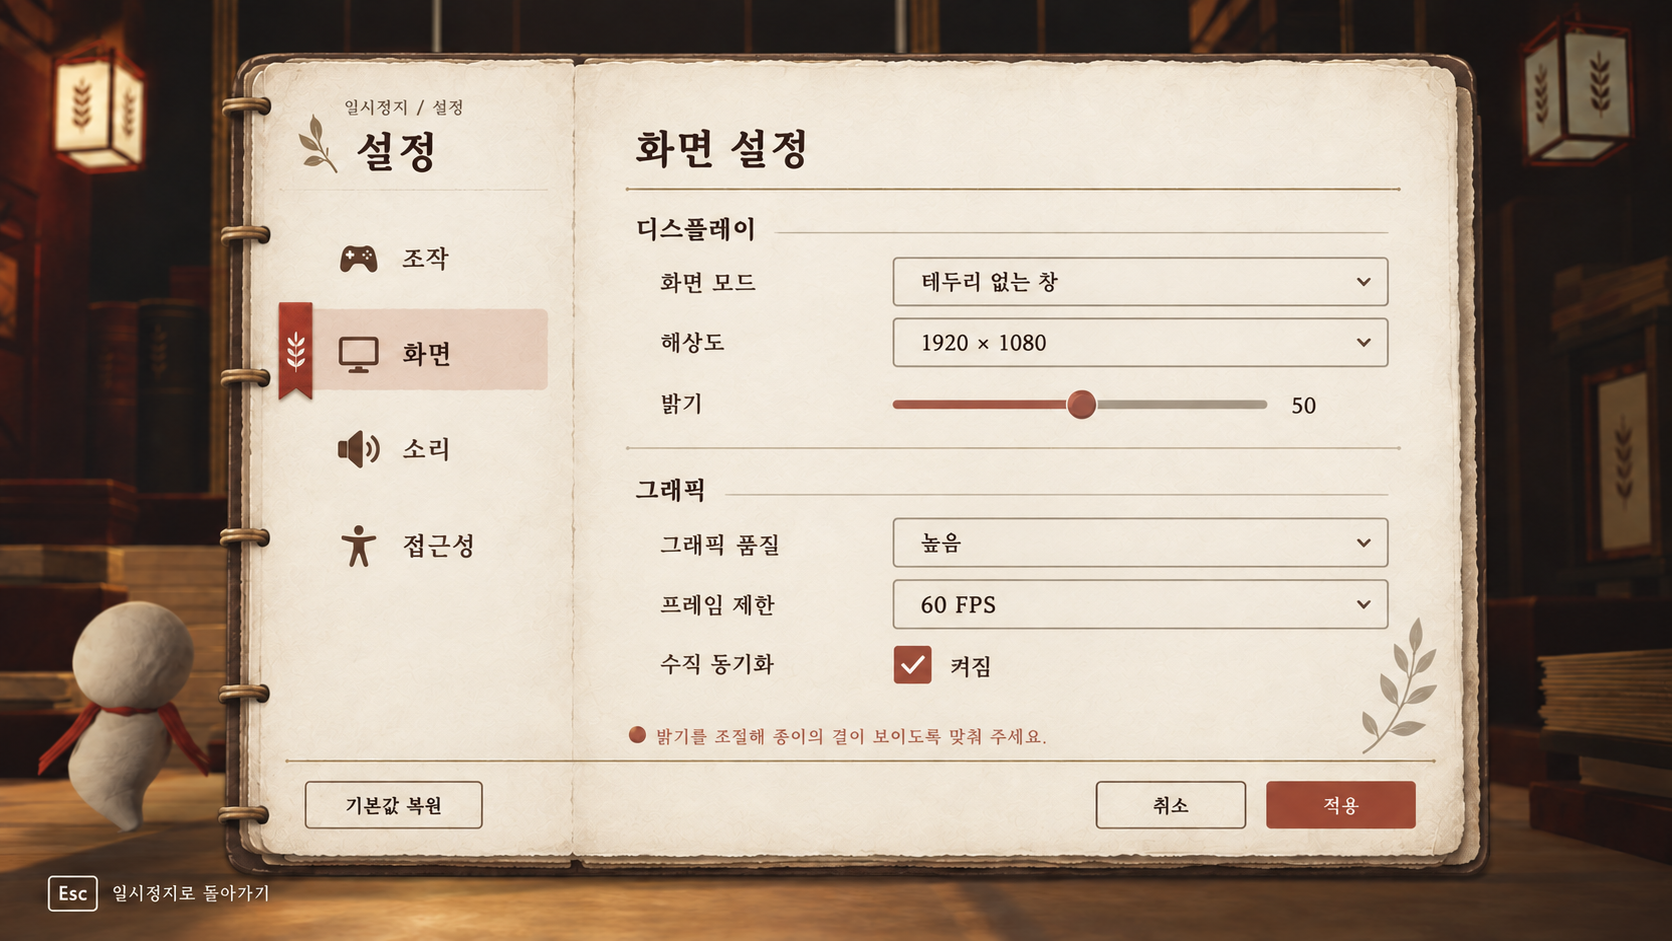 일시정지 / 설정
설정
조작
화면
소리
접근성
화면 설정
디스플레이
화면 모드
테두리 없는 창
해상도
1920 × 1080
밝기
50
그래픽
그래픽 품질
높음
프레임 제한
60 FPS
수직 동기화
켜짐
밝기를 조절해 종이의 결이 보이도록 맞춰 주세요.
기본값 복원
취소
적용
Esc 일시정지로 돌아가기